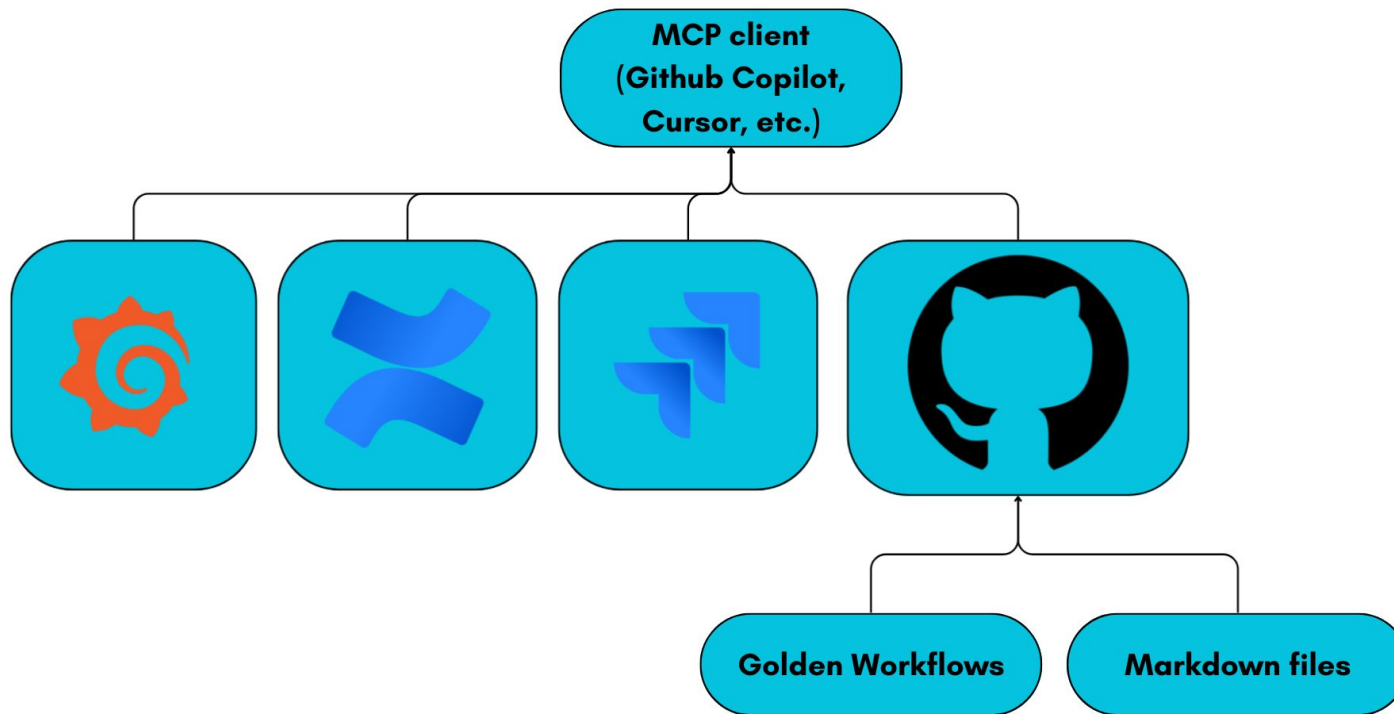 MCP client
(Github Copilot,
Cursor, etc.)
Golden Workflows
Markdown files